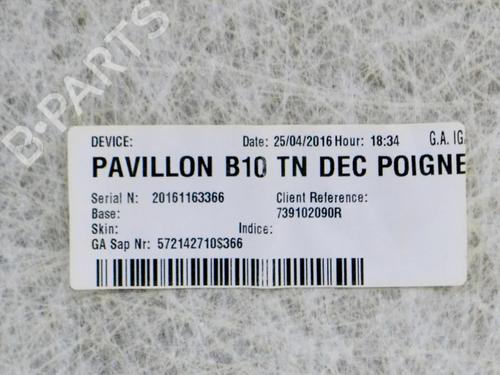 B-PARTS
DEVICE: Date: 25/04/2016 Hour: 18:34 G.A. IG
PAVILLON B10 TN DEC POIGNE
Serial N: 20161163366 Client Reference:
Base: 739102090R
Skin: Indice:
GA Sap Nr: 572142710S366